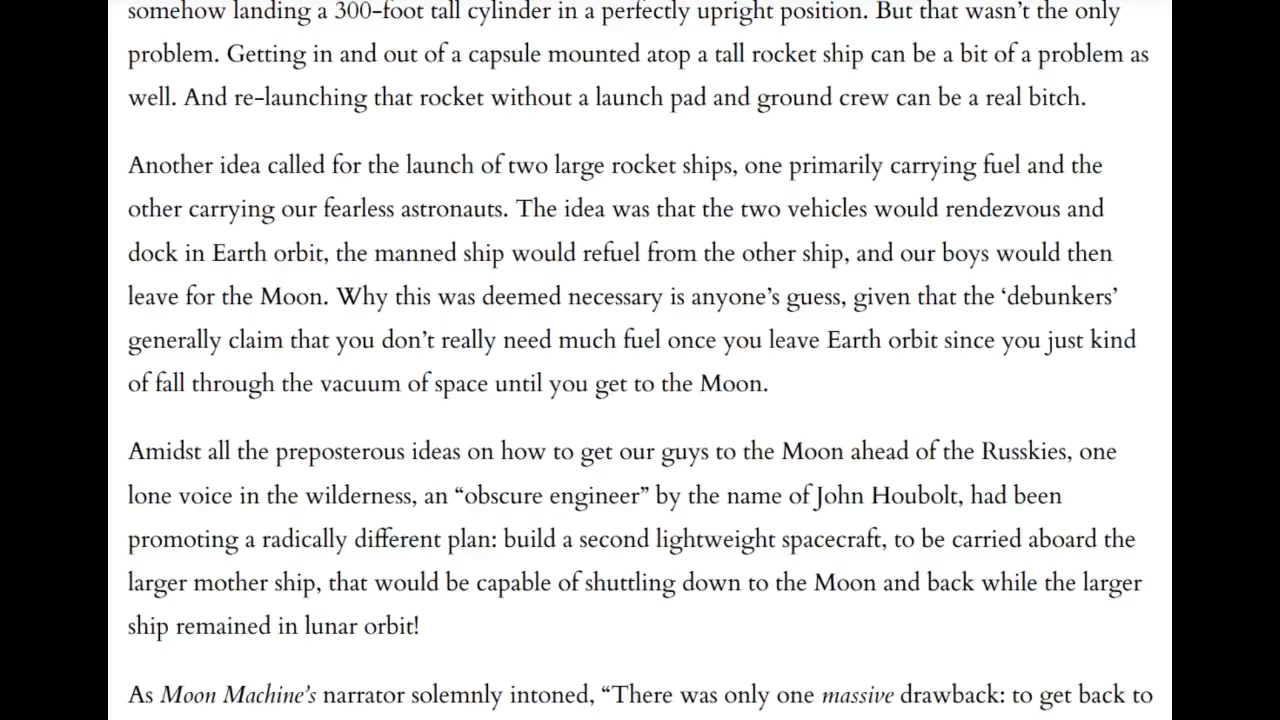 somehow landing a 300-foot tall cylinder in a perfectly upright position. But that wasn’t the only
problem. Getting in and out of a capsule mounted atop a tall rocket ship can be a bit of a problem as
well. And re-launching that rocket without a launch pad and ground crew can be a real bitch.
Another idea called for the launch of two large rocket ships, one primarily carrying fuel and the
other carrying our fearless astronauts. The idea was that the two vehicles would rendezvous and
dock in Earth orbit, the manned ship would refuel from the other ship, and our boys would then
leave for the Moon. Why this was deemed necessary is anyone’s guess, given that the ‘debunkers’
generally claim that you don’t really need much fuel once you leave Earth orbit since you just kind
of fall through the vacuum of space until you get to the Moon.
Amidst all the preposterous ideas on how to get our guys to the Moon ahead of the Russkies, one
lone voice in the wilderness, an “obscure engineer” by the name of John Houbolt, had been
promoting a radically different plan: build a second lightweight spacecraft, to be carried aboard the
larger mother ship, that would be capable of shuttling down to the Moon and back while the larger
ship remained in lunar orbit!
As Moon Machine’s narrator solemnly intoned, “There was only one massive drawback: to get back to